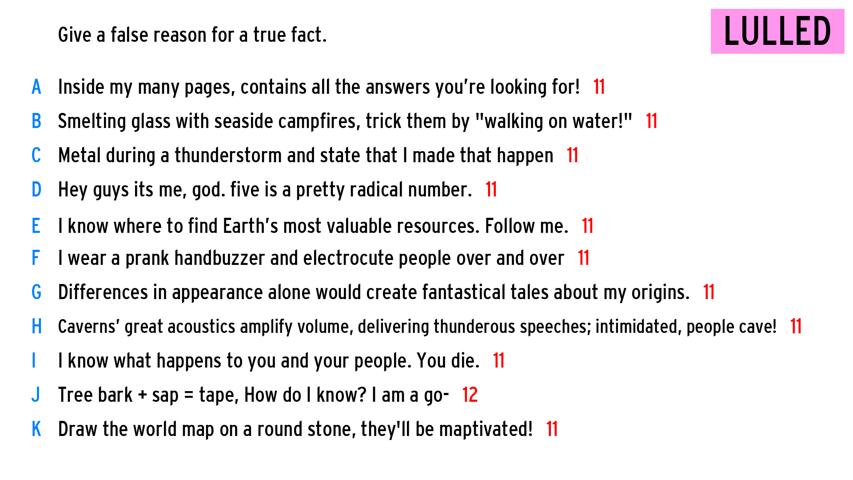 Give a false reason for a true fact.
LULLED
A Inside my many pages, contains all the answers you're looking for! 11
B Smelting glass with seaside campfires, trick them by "walking on water!" 11
C Metal during a thunderstorm and state that I made that happen 11
D Hey guys its me, god. five is a pretty radical number. 11
E I know where to find Earth's most valuable resources. Follow me. 11
F I wear a prank handbuzzer and electrocute people over and over 11
G Differences in appearance alone would create fantastical tales about my origins. 11
H Caverns' great acoustics amplify volume, delivering thunderous speeches; intimidated, people cave! 11
I I know what happens to you and your people. You die. 11
J Tree bark + sap = tape, How do I know? I am a go- 12
K Draw the world map on a round stone, they'll be maptivated! 11